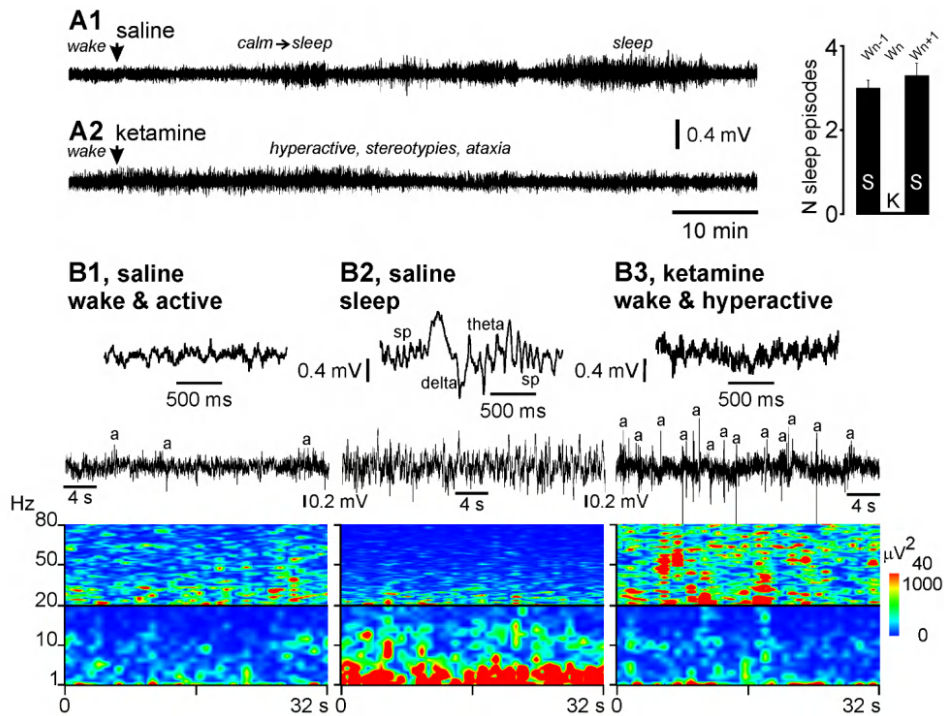 A1 saline
wake
calm → sleep
sleep
A2 ketamine
wake
hyperactive, stereotypies, ataxia
0.4 mV
10 min
N sleep episodes
4
2
0
Wn-1
Wn
Wn+1
S
K
S
B1, saline
wake & active
500 ms
B2, saline
sleep
sp
theta
delta
sp
0.4 mV
500 ms
B3, ketamine
wake & hyperactive
0.4 mV
500 ms
a a a
4 s
0.2 mV
4 s
0.2 mV
a a a a a a a a a a a a a
4 s
Hz
80
50
20
10
1
0 32 s
0 32 s
0 32 s
µV²
40
1000
0